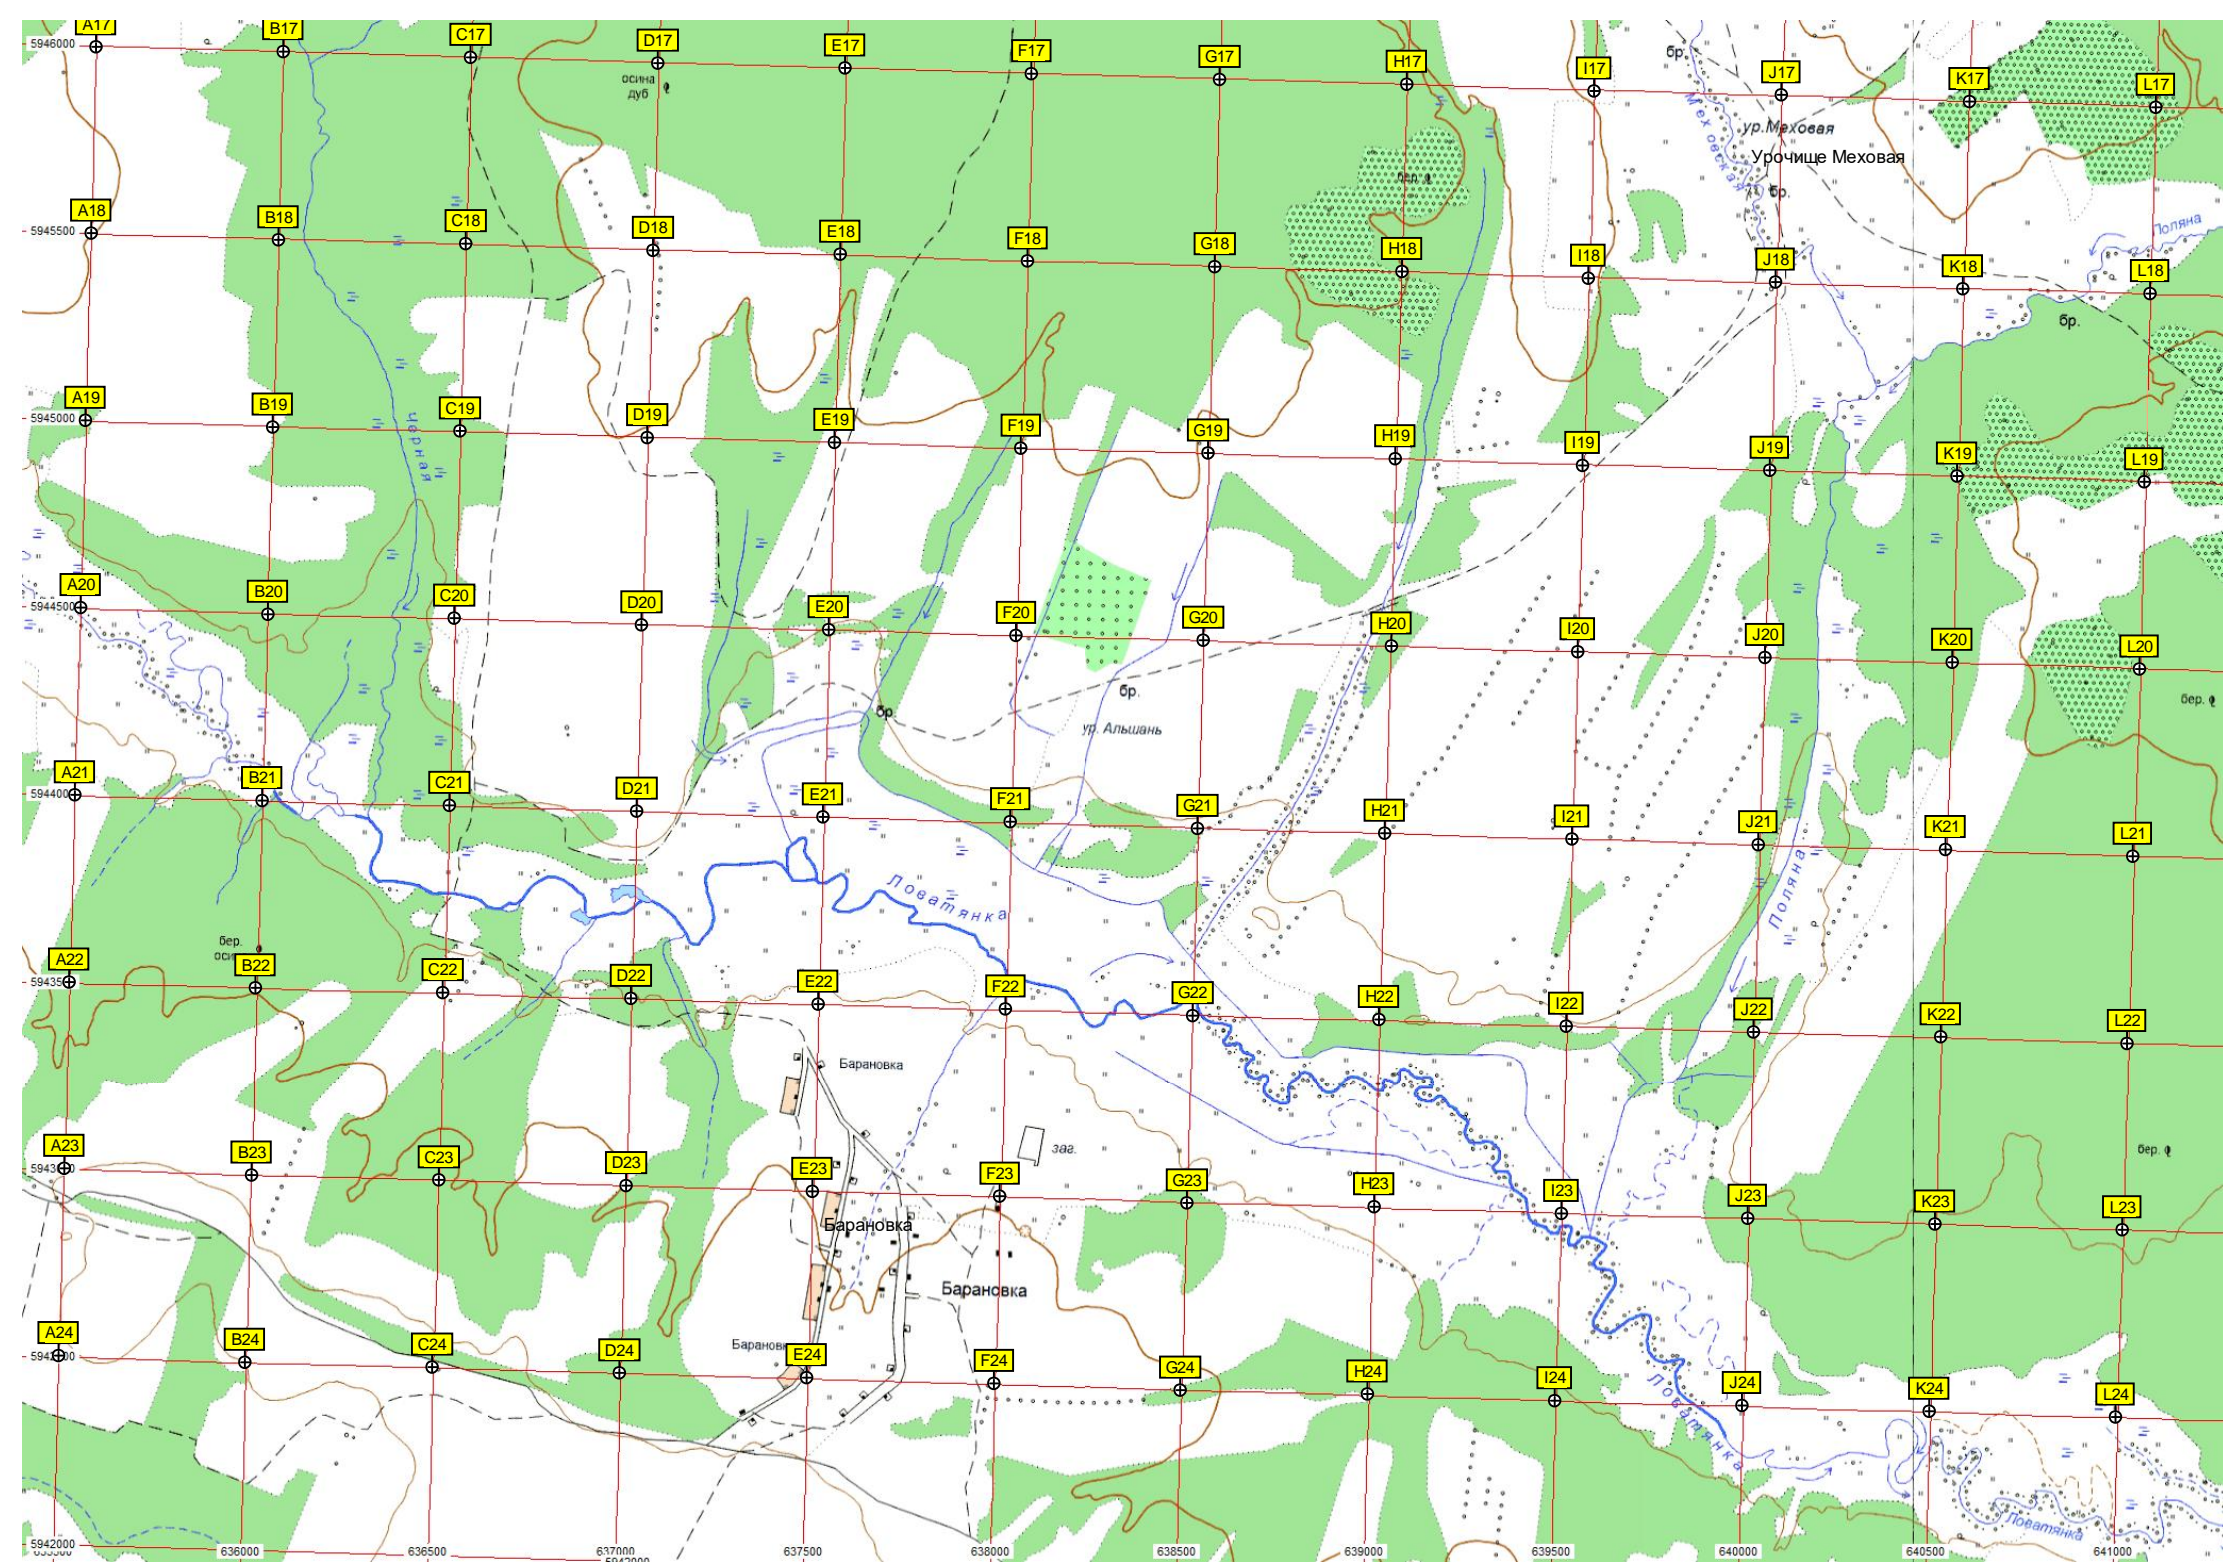 A17 B17 C17 D17 E17 F17 G17 H17 I17 J17 K17 L17
5946000
бр.
осина
дуб
Меховская
ур.Меховая
Урочище Меховая
бер.
бр.
Поляна
A18 B18 C18 D18 E18 F18 G18 H18 I18 J18 K18 L18
5945500
бр.
A19 B19 C19 D19 E19 F19 G19 H19 I19 J19 K19 L19
5945000
Черная
A20 B20 C20 D20 E20 F20 G20 H20 I20 J20 K20 L20
5944500
бр.
бр.
бер.
ур. Альшань
A21 B21 C21 D21 E21 F21 G21 H21 I21 J21 K21 L21
5944000
Ловатянка
Поляна
бер.
A22 B22 C22 D22 E22 F22 G22 H22 I22 J22 K22 L22
Барановка
заг.
бер.
A23 B23 C23 D23 E23 F23 G23 H23 I23 J23 K23 L23
Барановка
Барановка
A24 B24 C24 D24 E24 F24 G24 H24 I24 J24 K24 L24
Ловатянка
Ловатянка
5942000
636000 636500 637000 637500 638000 638500 639000 639500 640000 640500 641000